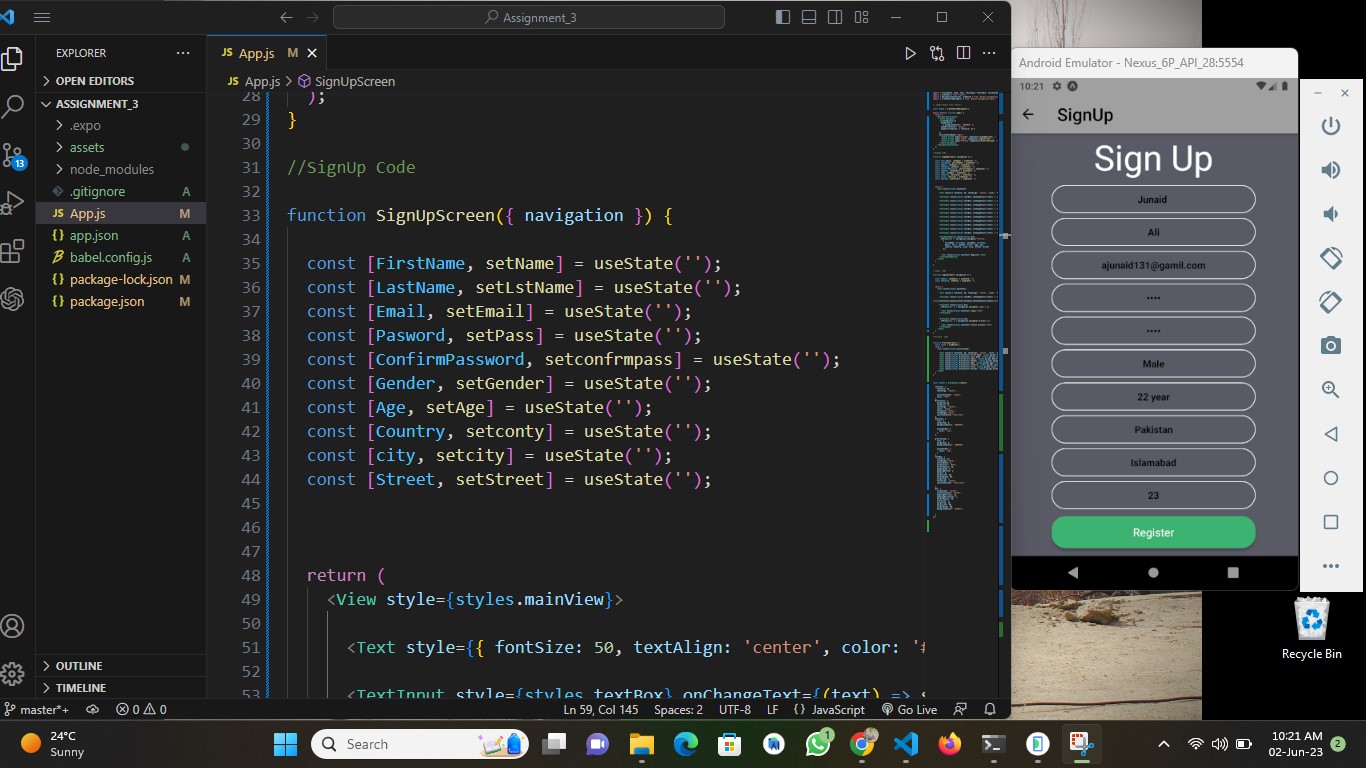 Assignment_3
EXPLORER
OPEN EDITORS
ASSIGNMENT_3
.expo
assets
node_modules
.gitignore A
JS App.js M
{} app.json A
babel.config.js A
{} package-lock.json M
{} package.json M
OUTLINE
TIMELINE
13
JS App.js M
JS App.js > SignUpScreen
28 );
29 }
30
31 //SignUp Code
32
33 function SignUpScreen({ navigation }) {
34
35 const [FirstName, setName] = useState('');
36 const [LastName, setLstName] = useState('');
37 const [Email, setEmail] = useState('');
38 const [Pasword, setPass] = useState('');
39 const [ConfirmPassword, setconfrmpass] = useState('');
40 const [Gender, setGender] = useState('');
41 const [Age, setAge] = useState('');
42 const [Country, setconty] = useState('');
43 const [city, setcity] = useState('');
44 const [Street, setStreet] = useState('');
45
46
47
48 return (
49 <View style={styles.mainView}>
50
51 <Text style={{ fontSize: 50, textAlign: 'center', color: '#
52
53 <TextInput style={styles.textBox} onChangeText={(text) => s
master*+
0 0
Ln 59, Col 145
Spaces: 2
UTF-8
LF
{} JavaScript
Go Live
Android Emulator - Nexus_6P_API_28:5554
10:21
SignUp
Sign Up
Junaid
Ali
ajunaid131@gamil.com
••••
••••
Male
22 year
Pakistan
Islamabad
23
Register
Recycle Bin
24°C
Sunny
Search
1
10:21 AM
02-Jun-23
2